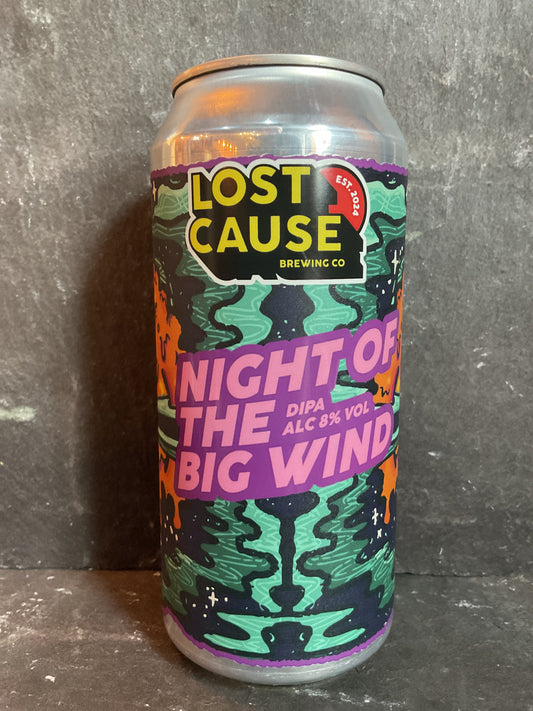 LOST
CAUSE
EST. 2024
BREWING CO
NIGHT OF
THE
DIPA
ALC 8% VOL
BIG WIND